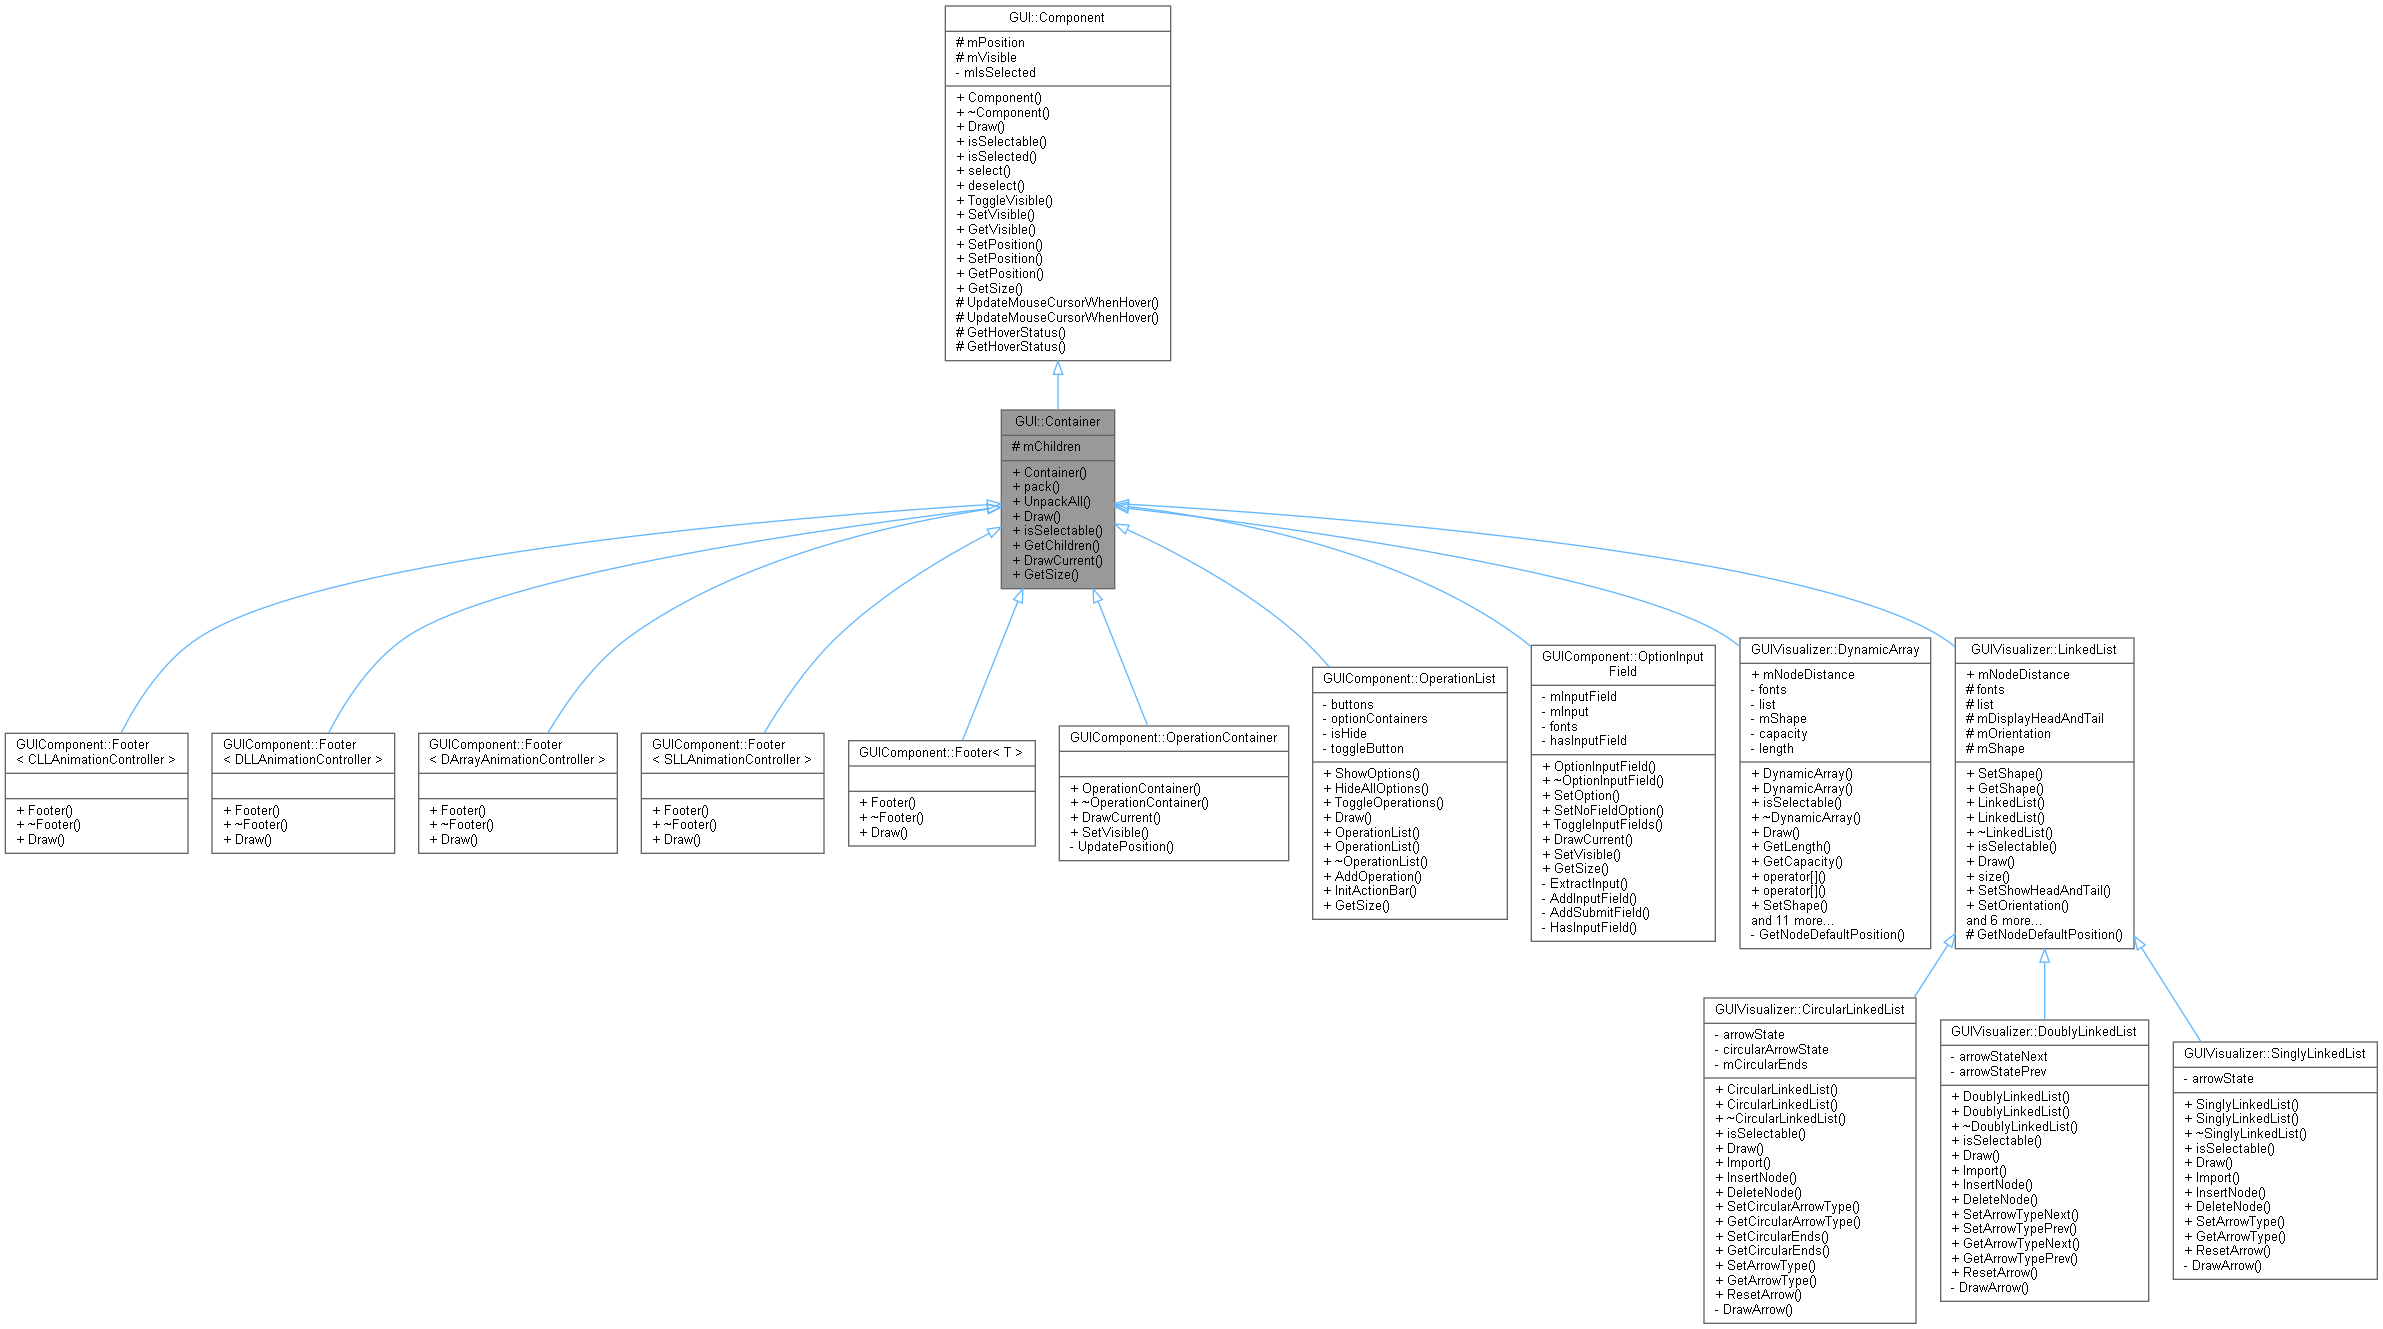 GUI::Component
# mPosition
# mVisible
- mIsSelected
+ Component()
+ ~Component()
+ Draw()
+ isSelectable()
+ isSelected()
+ select()
+ deselect()
+ ToggleVisible()
+ SetVisible()
+ GetVisible()
+ SetPosition()
+ SetPosition()
+ GetPosition()
+ GetSize()
# UpdateMouseCursorWhenHover()
# UpdateMouseCursorWhenHover()
# GetHoverStatus()
# GetHoverStatus()
GUI::Container
# mChildren
+ Container()
+ pack()
+ UnpackAll()
+ Draw()
+ isSelectable()
+ GetChildren()
+ DrawCurrent()
+ GetSize()
GUIComponent::Footer
< CLLAnimationController >
+ Footer()
+ ~Footer()
+ Draw()
GUIComponent::Footer
< DLLAnimationController >
+ Footer()
+ ~Footer()
+ Draw()
GUIComponent::Footer
< DArrayAnimationController >
+ Footer()
+ ~Footer()
+ Draw()
GUIComponent::Footer
< SLLAnimationController >
+ Footer()
+ ~Footer()
+ Draw()
GUIComponent::Footer< T >
+ Footer()
+ ~Footer()
+ Draw()
GUIComponent::OperationContainer
+ OperationContainer()
+ ~OperationContainer()
+ DrawCurrent()
+ SetVisible()
- UpdatePosition()
GUIComponent::OperationList
- buttons
- optionContainers
- isHide
- toggleButton
+ ShowOptions()
+ HideAllOptions()
+ ToggleOperations()
+ Draw()
+ OperationList()
+ OperationList()
+ ~OperationList()
+ AddOperation()
+ InitActionBar()
+ GetSize()
GUIComponent::OptionInput
Field
- mInputField
- mInput
- fonts
- hasInputField
+ OptionInputField()
+ ~OptionInputField()
+ SetOption()
+ SetNoFieldOption()
+ ToggleInputFields()
+ DrawCurrent()
+ SetVisible()
+ GetSize()
- ExtractInput()
- AddInputField()
- AddSubmitField()
- HasInputField()
GUIVisualizer::DynamicArray
+ mNodeDistance
- fonts
- list
- mShape
- capacity
- length
+ DynamicArray()
+ DynamicArray()
+ isSelectable()
+ ~DynamicArray()
+ Draw()
+ GetLength()
+ GetCapacity()
+ operator[]()
+ operator[]()
+ SetShape()
and 11 more...
- GetNodeDefaultPosition()
GUIVisualizer::LinkedList
+ mNodeDistance
# fonts
# list
# mDisplayHeadAndTail
# mOrientation
# mShape
+ SetShape()
+ GetShape()
+ LinkedList()
+ LinkedList()
+ ~LinkedList()
+ isSelectable()
+ Draw()
+ size()
+ SetShowHeadAndTail()
+ SetOrientation()
and 6 more...
# GetNodeDefaultPosition()
GUIVisualizer::CircularLinkedList
- arrowState
- circularArrowState
- mCircularEnds
+ CircularLinkedList()
+ CircularLinkedList()
+ ~CircularLinkedList()
+ isSelectable()
+ Draw()
+ Import()
+ InsertNode()
+ DeleteNode()
+ SetCircularArrowType()
+ GetCircularArrowType()
+ SetCircularEnds()
+ GetCircularEnds()
+ SetArrowType()
+ GetArrowType()
+ ResetArrow()
- DrawArrow()
GUIVisualizer::DoublyLinkedList
- arrowStateNext
- arrowStatePrev
+ DoublyLinkedList()
+ DoublyLinkedList()
+ ~DoublyLinkedList()
+ isSelectable()
+ Draw()
+ Import()
+ InsertNode()
+ DeleteNode()
+ SetArrowTypeNext()
+ SetArrowTypePrev()
+ GetArrowTypeNext()
+ GetArrowTypePrev()
+ ResetArrow()
- DrawArrow()
GUIVisualizer::SinglyLinkedList
- arrowState
+ SinglyLinkedList()
+ SinglyLinkedList()
+ ~SinglyLinkedList()
+ isSelectable()
+ Draw()
+ Import()
+ InsertNode()
+ DeleteNode()
+ SetArrowType()
+ GetArrowType()
+ ResetArrow()
- DrawArrow()